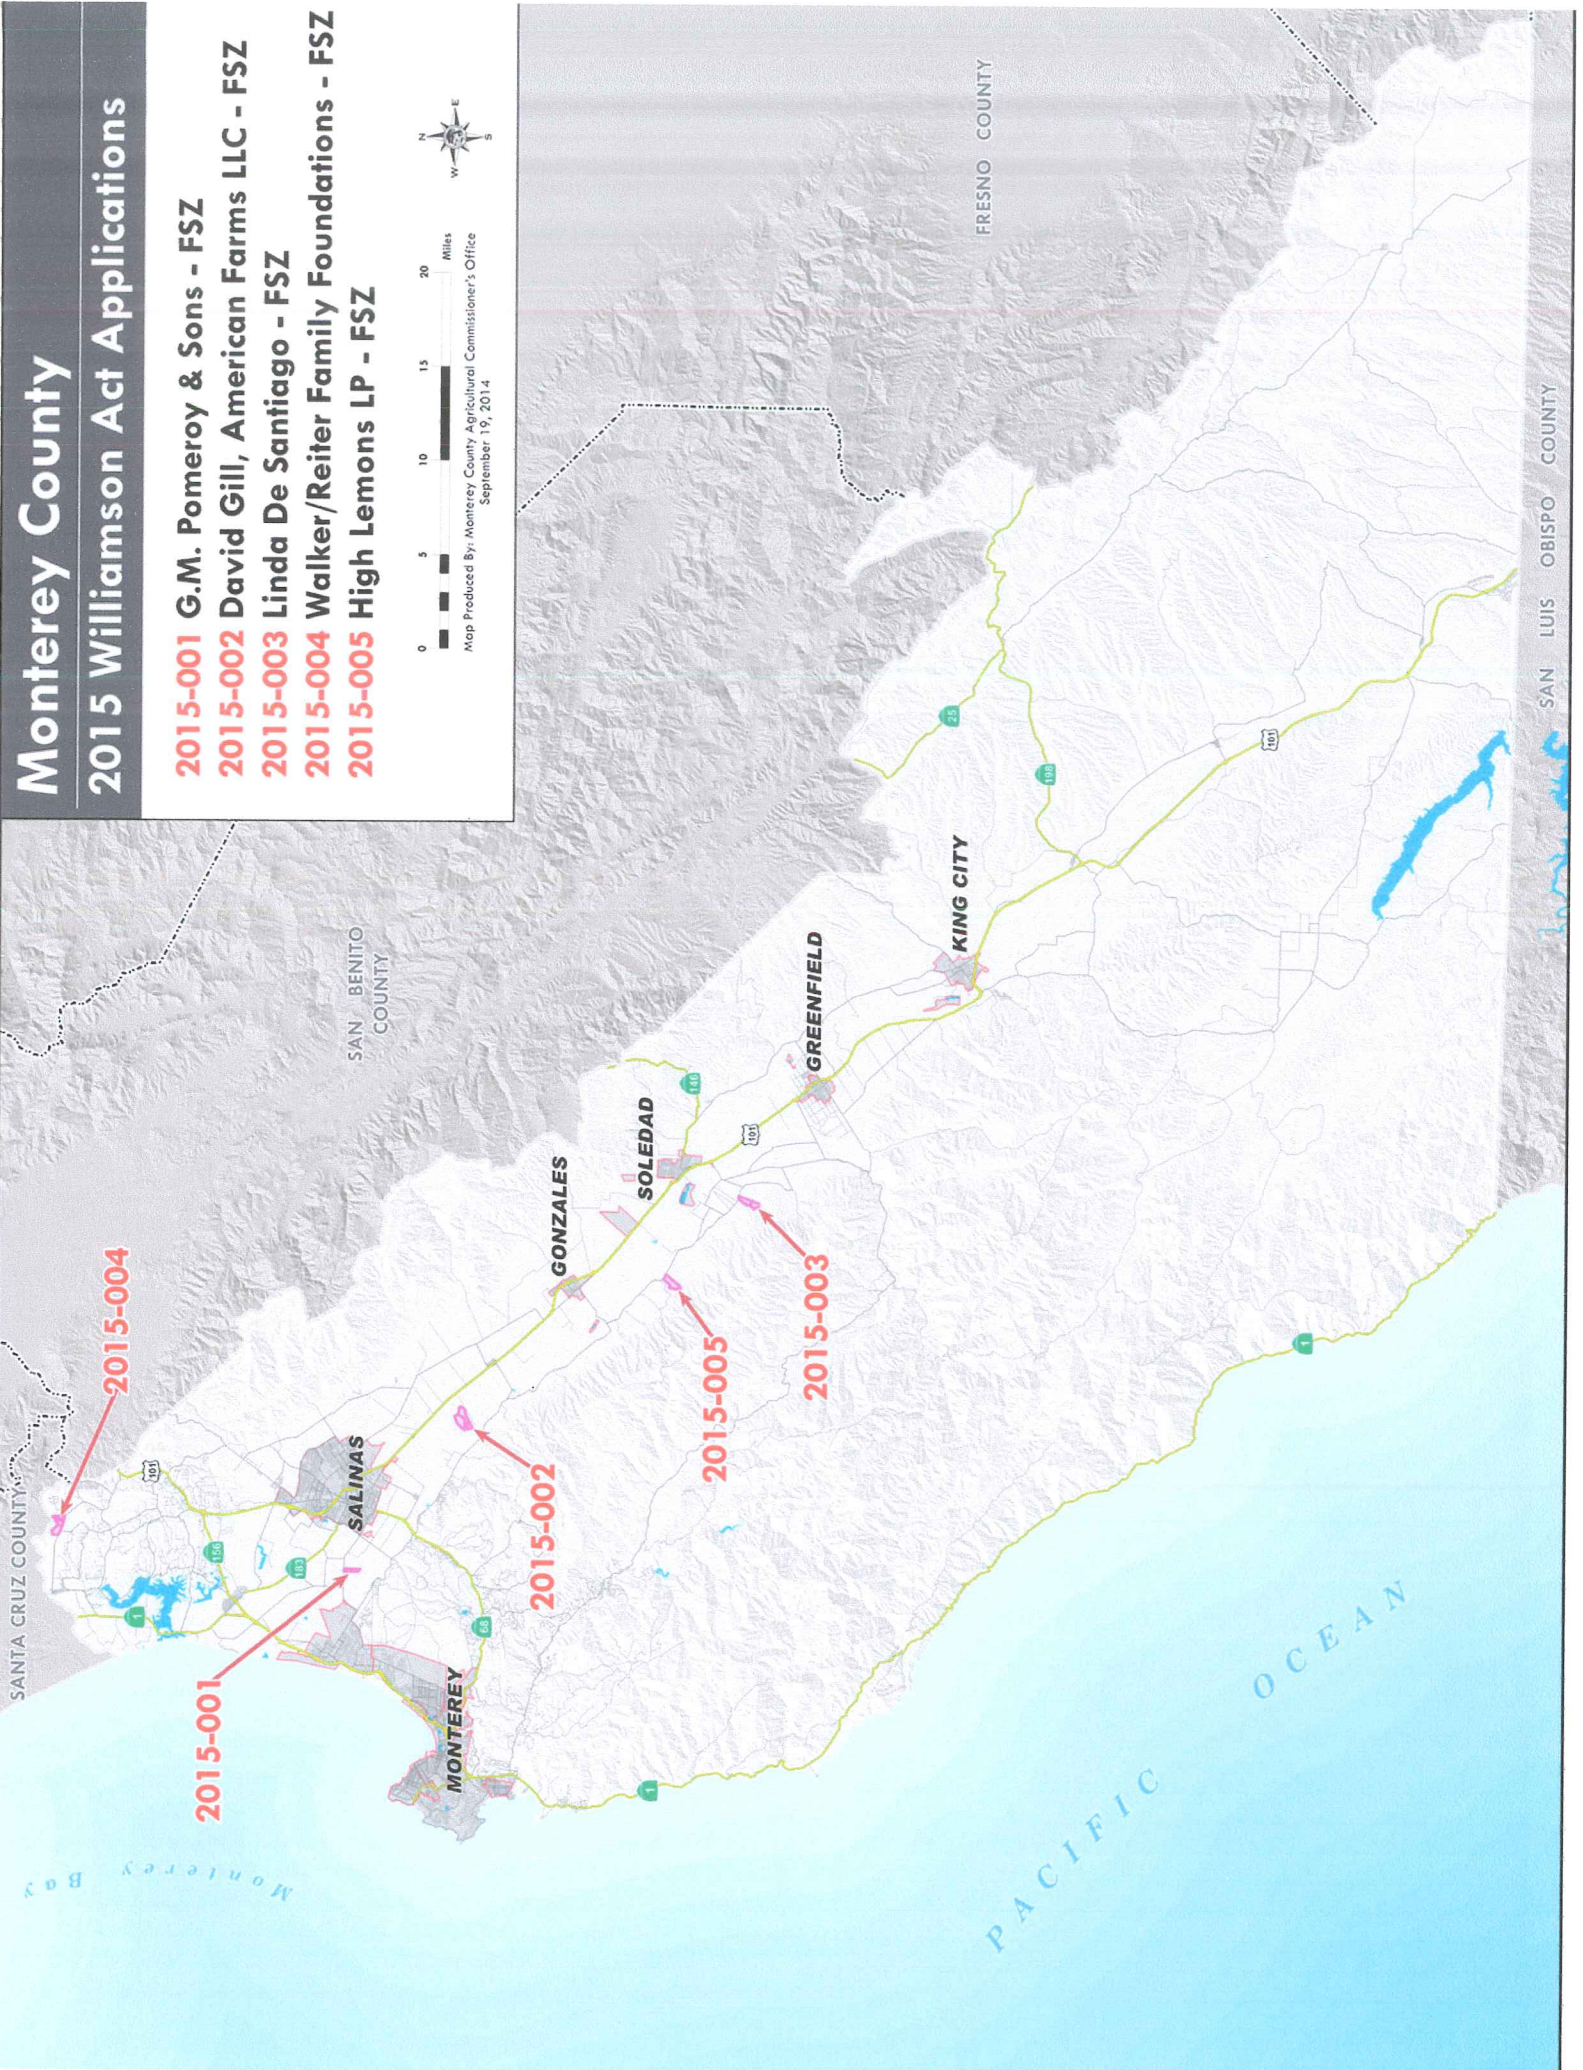 Monterey County
2015 Williamson Act Applications
2015-001 G.M. Pomeroy & Sons - FSZ
2015-002 David Gill, American Farms LLC - FSZ
2015-003 Linda De Santiago - FSZ
2015-004 Walker/Reiter Family Foundations - FSZ
2015-005 High Lemons LP - FSZ
N
W E
S
0 5 10 15 20
Miles
Map Produced By: Monterey County Agricultural Commissioner's Office
September 19, 2014
SANTA CRUZ COUNTY
2015-004
101
1
156
183
SAN BENITO
COUNTY
FRESNO COUNTY
Monterey Bay
2015-001
SALINAS
MONTEREY
68
2015-002
GONZALES
SOLEDAD
146
101
2015-005
2015-003
GREENFIELD
KING CITY
25
198
101
1
1
PACIFIC OCEAN
SAN LUIS OBISPO COUNTY